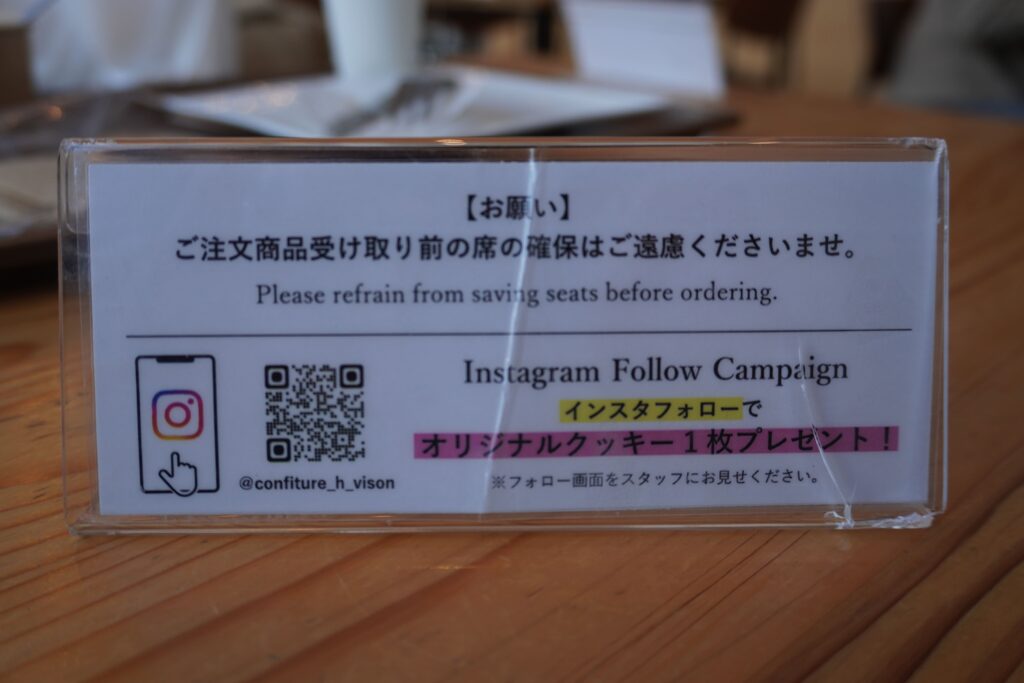 【お願い】
ご注文商品受け取り前の席の確保はご遠慮くださいませ。
Please refrain from saving seats before ordering.
Instagram Follow Campaign
インスタフォローで
オリジナルクッキー1枚プレゼント！
※フォロー画面をスタッフにお見せください。
@confiture_h_vison